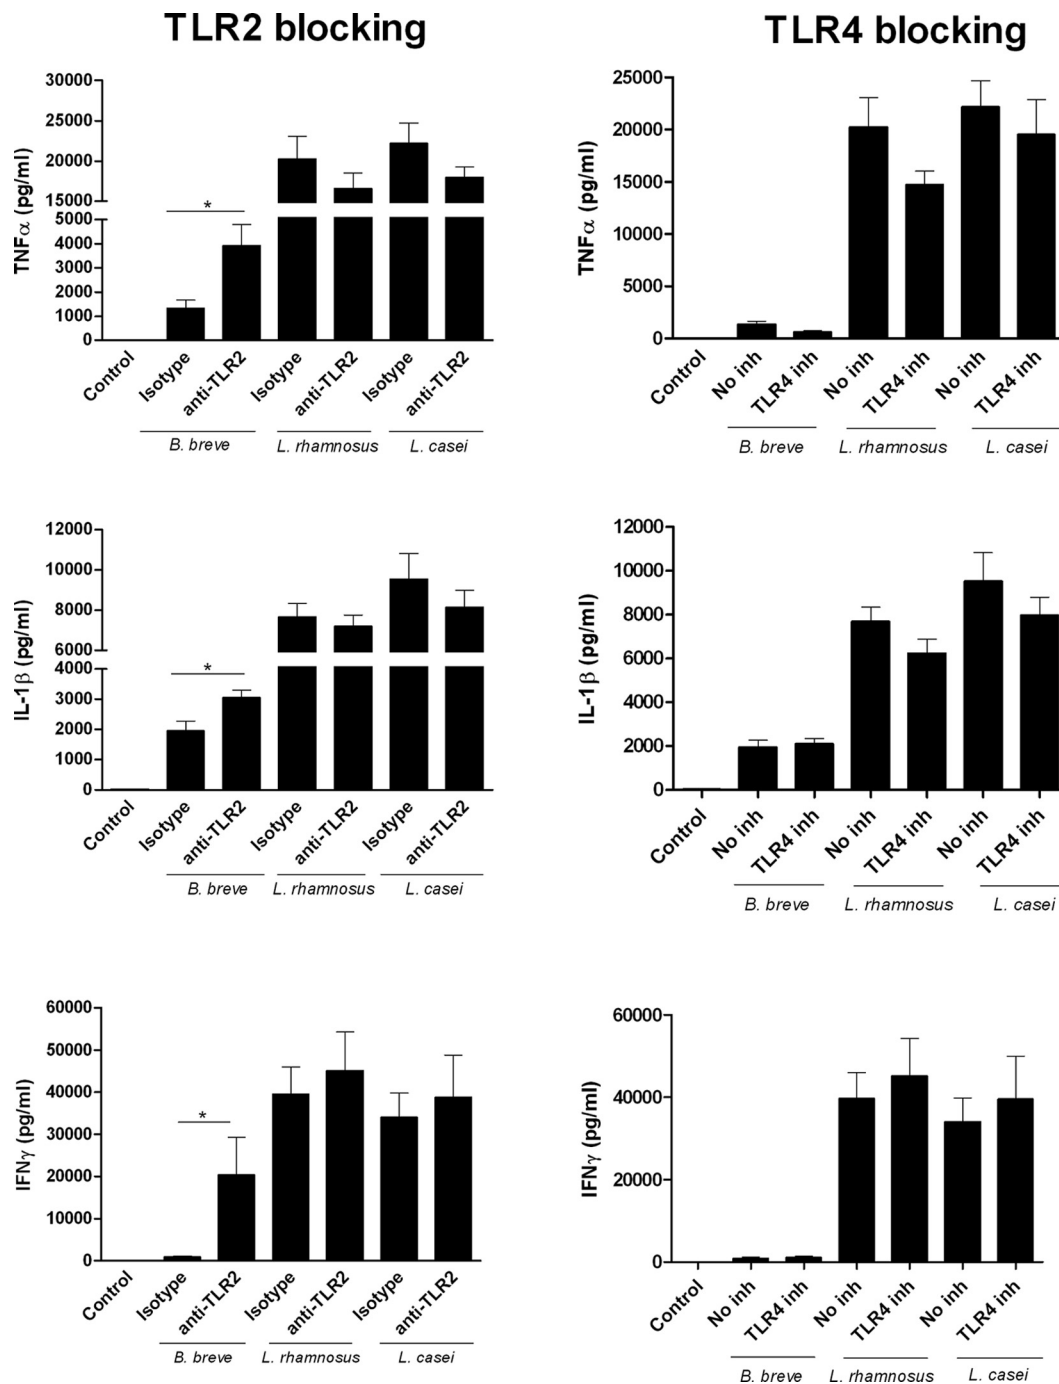 TLR2 blocking
TNFα (pg/ml)
30000
25000
20000
15000
5000
4000
3000
2000
1000
0
Control
Isotype
anti-TLR2
Isotype
anti-TLR2
Isotype
anti-TLR2
B. breve
L. rhamnosus
L. casei
*
TLR4 blocking
TNFα (pg/ml)
25000
20000
15000
10000
5000
0
Control
No inh
TLR4 inh
No inh
TLR4 inh
No inh
TLR4 inh
B. breve
L. rhamnosus
L. casei
IL-1β (pg/ml)
12000
10000
8000
6000
4000
3000
2000
1000
0
*
Control
Isotype
anti-TLR2
Isotype
anti-TLR2
Isotype
anti-TLR2
B. breve
L. rhamnosus
L. casei
IL-1β (pg/ml)
12000
10000
8000
6000
4000
2000
0
Control
No inh
TLR4 inh
No inh
TLR4 inh
No inh
TLR4 inh
B. breve
L. rhamnosus
L. casei
IFNγ (pg/ml)
60000
50000
40000
30000
20000
10000
0
*
Control
Isotype
anti-TLR2
Isotype
anti-TLR2
Isotype
anti-TLR2
B. breve
L. rhamnosus
L. casei
IFNγ (pg/ml)
60000
40000
20000
0
Control
No inh
TLR4 inh
No inh
TLR4 inh
No inh
TLR4 inh
B. breve
L. rhamnosus
L. casei